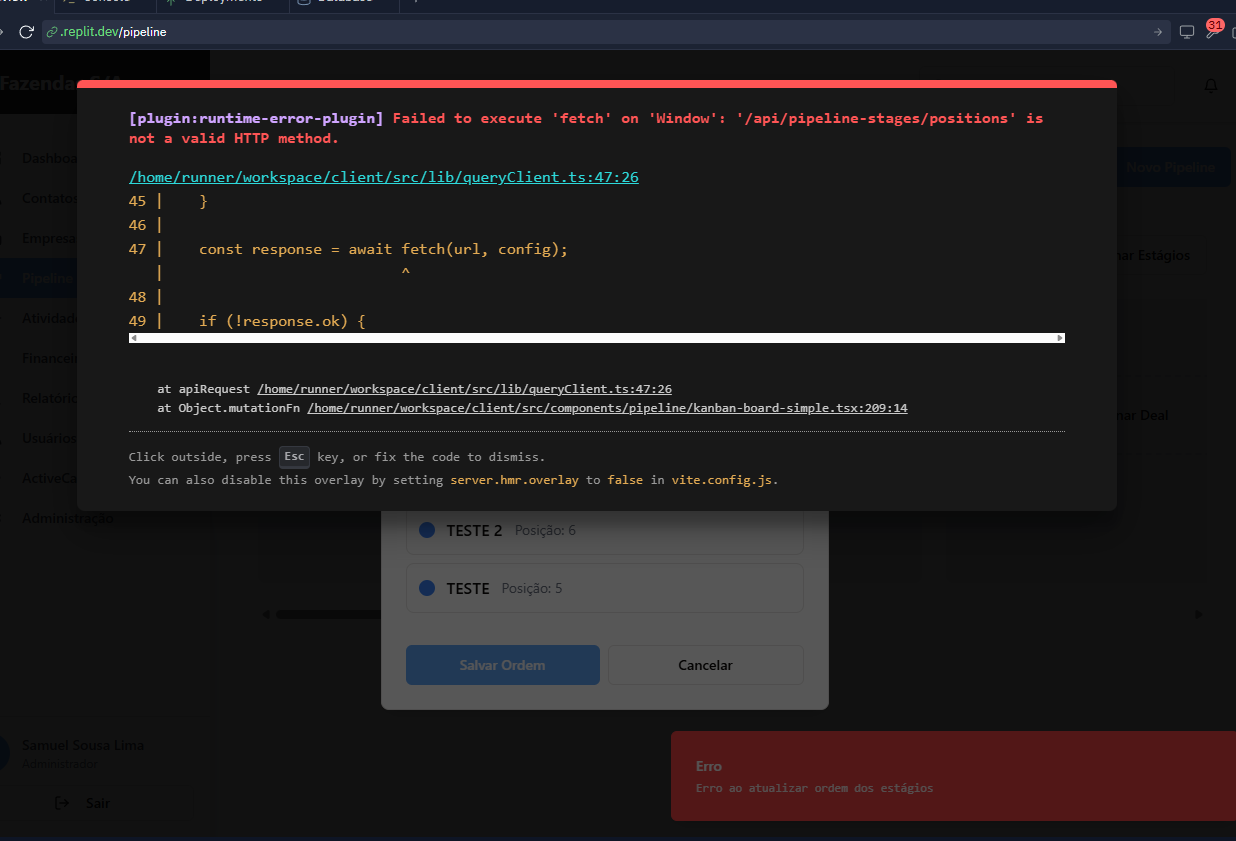 Console
Deployments
Database
.replit.dev/pipeline
31
Fazenda
[plugin:runtime-error-plugin] Failed to execute 'fetch' on 'Window': '/api/pipeline-stages/positions' is
not a valid HTTP method.
/home/runner/workspace/client/src/lib/queryClient.ts:47:26
45 | }
46 |
47 | const response = await fetch(url, config);
| ^
48 |
49 | if (!response.ok) {
at apiRequest /home/runner/workspace/client/src/lib/queryClient.ts:47:26
at Object.mutationFn /home/runner/workspace/client/src/components/pipeline/kanban-board-simple.tsx:209:14
Click outside, press Esc key, or fix the code to dismiss.
You can also disable this overlay by setting server.hmr.overlay to false in vite.config.js.
Dashboa
Contatos
Empresa
Pipeline
Atividad
Financei
Relatóri
Usuários
ActiveCa
Administração
Novo Pipeline
nar Estágios
nar Deal
TESTE 2 Posição: 6
TESTE Posição: 5
Salvar Ordem Cancelar
Samuel Sousa Lima
Administrador
Sair
Erro
Erro ao atualizar ordem dos estágios